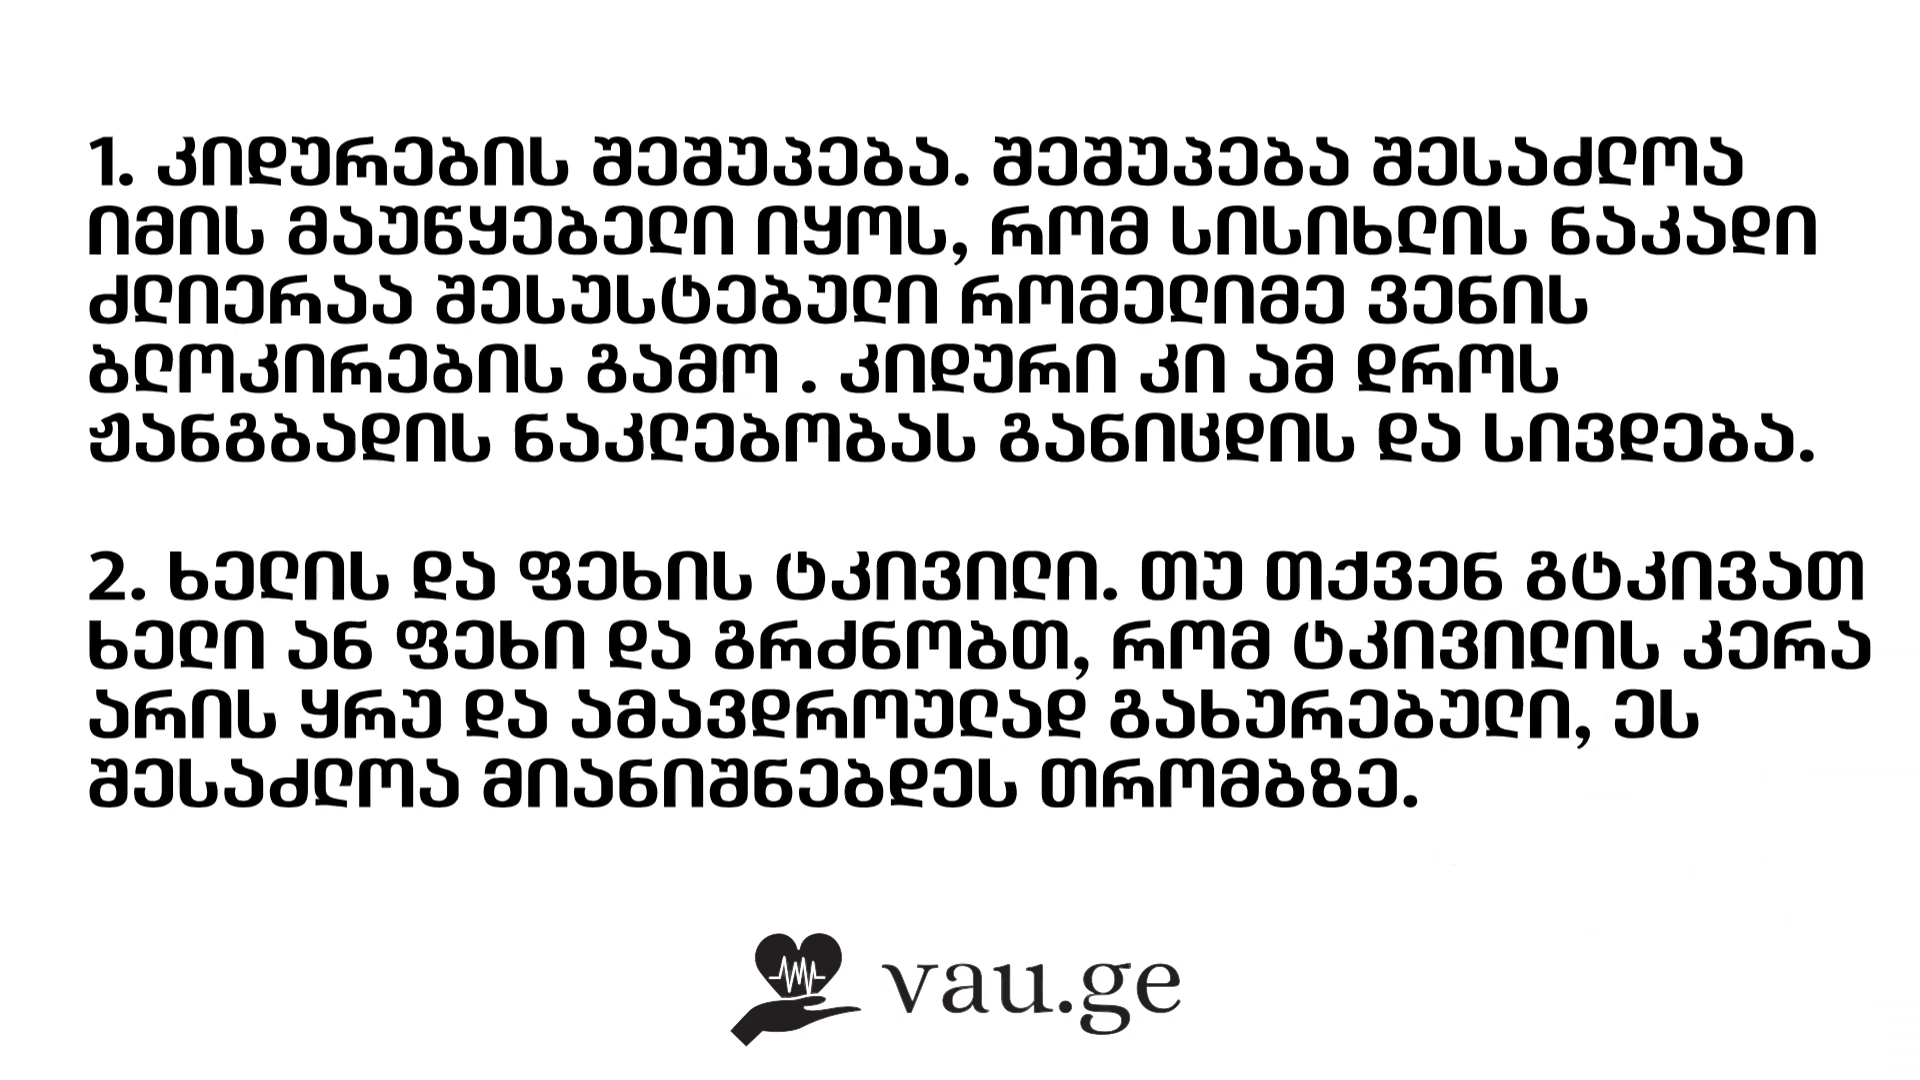 1. კიდურების შეშუპება. შეშუპება შესაძლოა
იმის მაუწყებელი იყოს, რომ სისიხლის ნაკადი
ძლიერაა შესუსტებული რომელიმე ვენის
ბლოკირების გამო . კიდური კი ამ დროს
ჟანგბადის ნაკლებობას განიცდის და სივდება.
2. ხელის და ფეხის ტკივილი. თუ თქვენ გტკივათ
ხელი ან ფეხი და გრძნობთ, რომ ტკივილის კერა
არის ყრუ და ამავდროულად გახურებული, ეს
შესაძლოა მიანიშნებდეს თრომბზე.
vau.ge